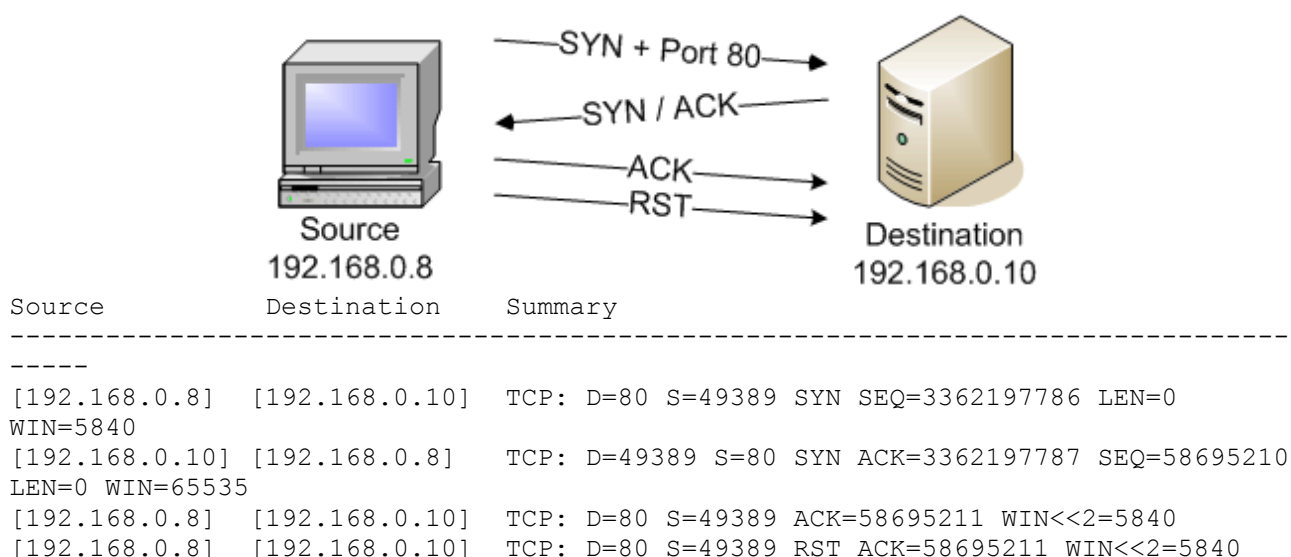 SYN + Port 80
SYN / ACK
ACK
RST
Source
192.168.0.8
Destination
192.168.0.10
Source Destination Summary
--------------------------------------------------------------------------------
-----
[192.168.0.8] [192.168.0.10] TCP: D=80 S=49389 SYN SEQ=3362197786 LEN=0
WIN=5840
[192.168.0.10] [192.168.0.8] TCP: D=49389 S=80 SYN ACK=3362197787 SEQ=58695210
LEN=0 WIN=65535
[192.168.0.8] [192.168.0.10] TCP: D=80 S=49389 ACK=58695211 WIN<<2=5840
[192.168.0.8] [192.168.0.10] TCP: D=80 S=49389 RST ACK=58695211 WIN<<2=5840